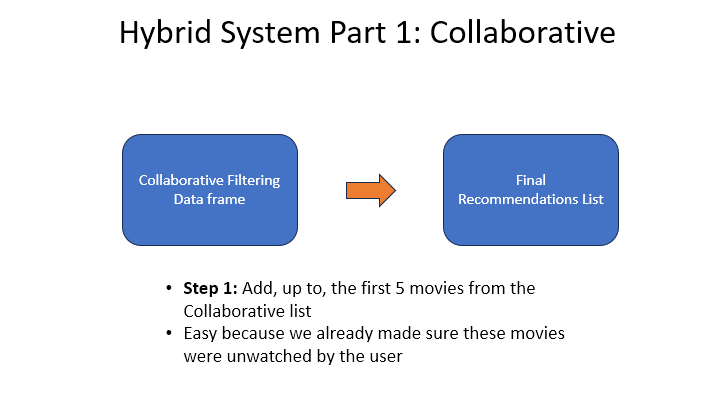 Hybrid System Part 1: Collaborative
Collaborative Filtering
Data frame
Final
Recommendations List
• Step 1: Add, up to, the first 5 movies from the
Collaborative list
• Easy because we already made sure these movies
were unwatched by the user